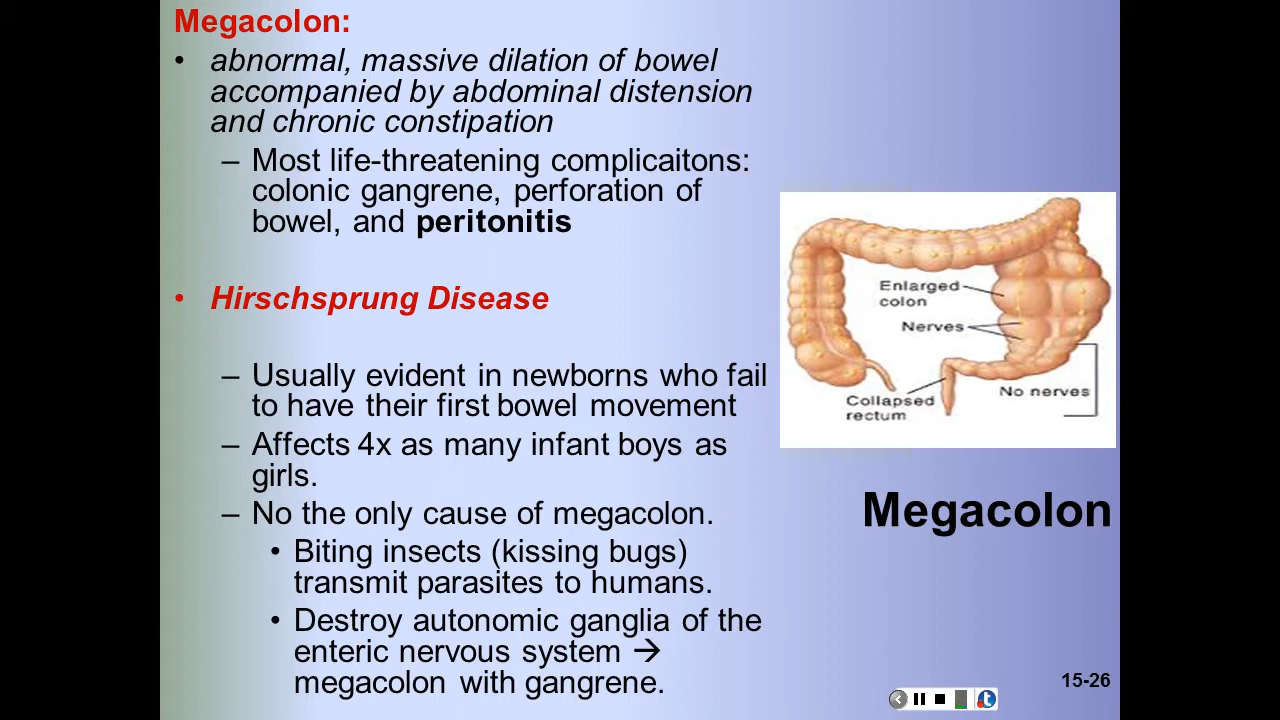 Megacolon:
• abnormal, massive dilation of bowel
accompanied by abdominal distension
and chronic constipation
– Most life-threatening complicaitons:
colonic gangrene, perforation of
bowel, and peritonitis
• Hirschsprung Disease
– Usually evident in newborns who fail
to have their first bowel movement
– Affects 4x as many infant boys as
girls.
– No the only cause of megacolon.
• Biting insects (kissing bugs)
transmit parasites to humans.
• Destroy autonomic ganglia of the
enteric nervous system →
megacolon with gangrene.
Enlarged
colon
Nerves
No nerves
Collapsed
rectum
Megacolon
15-26
t